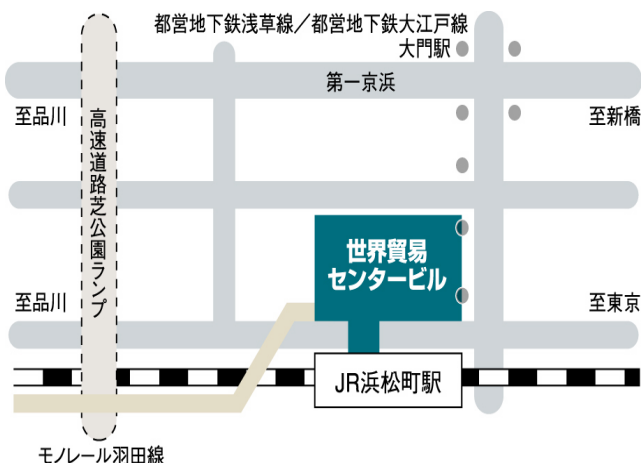 都営地下鉄浅草線／都営地下鉄大江戸線
大門駅
第一京浜
至品川
至新橋
高速道路芝公園ランプ
世界貿易
センタービル
至品川
至東京
JR浜松町駅
モノレール羽田線